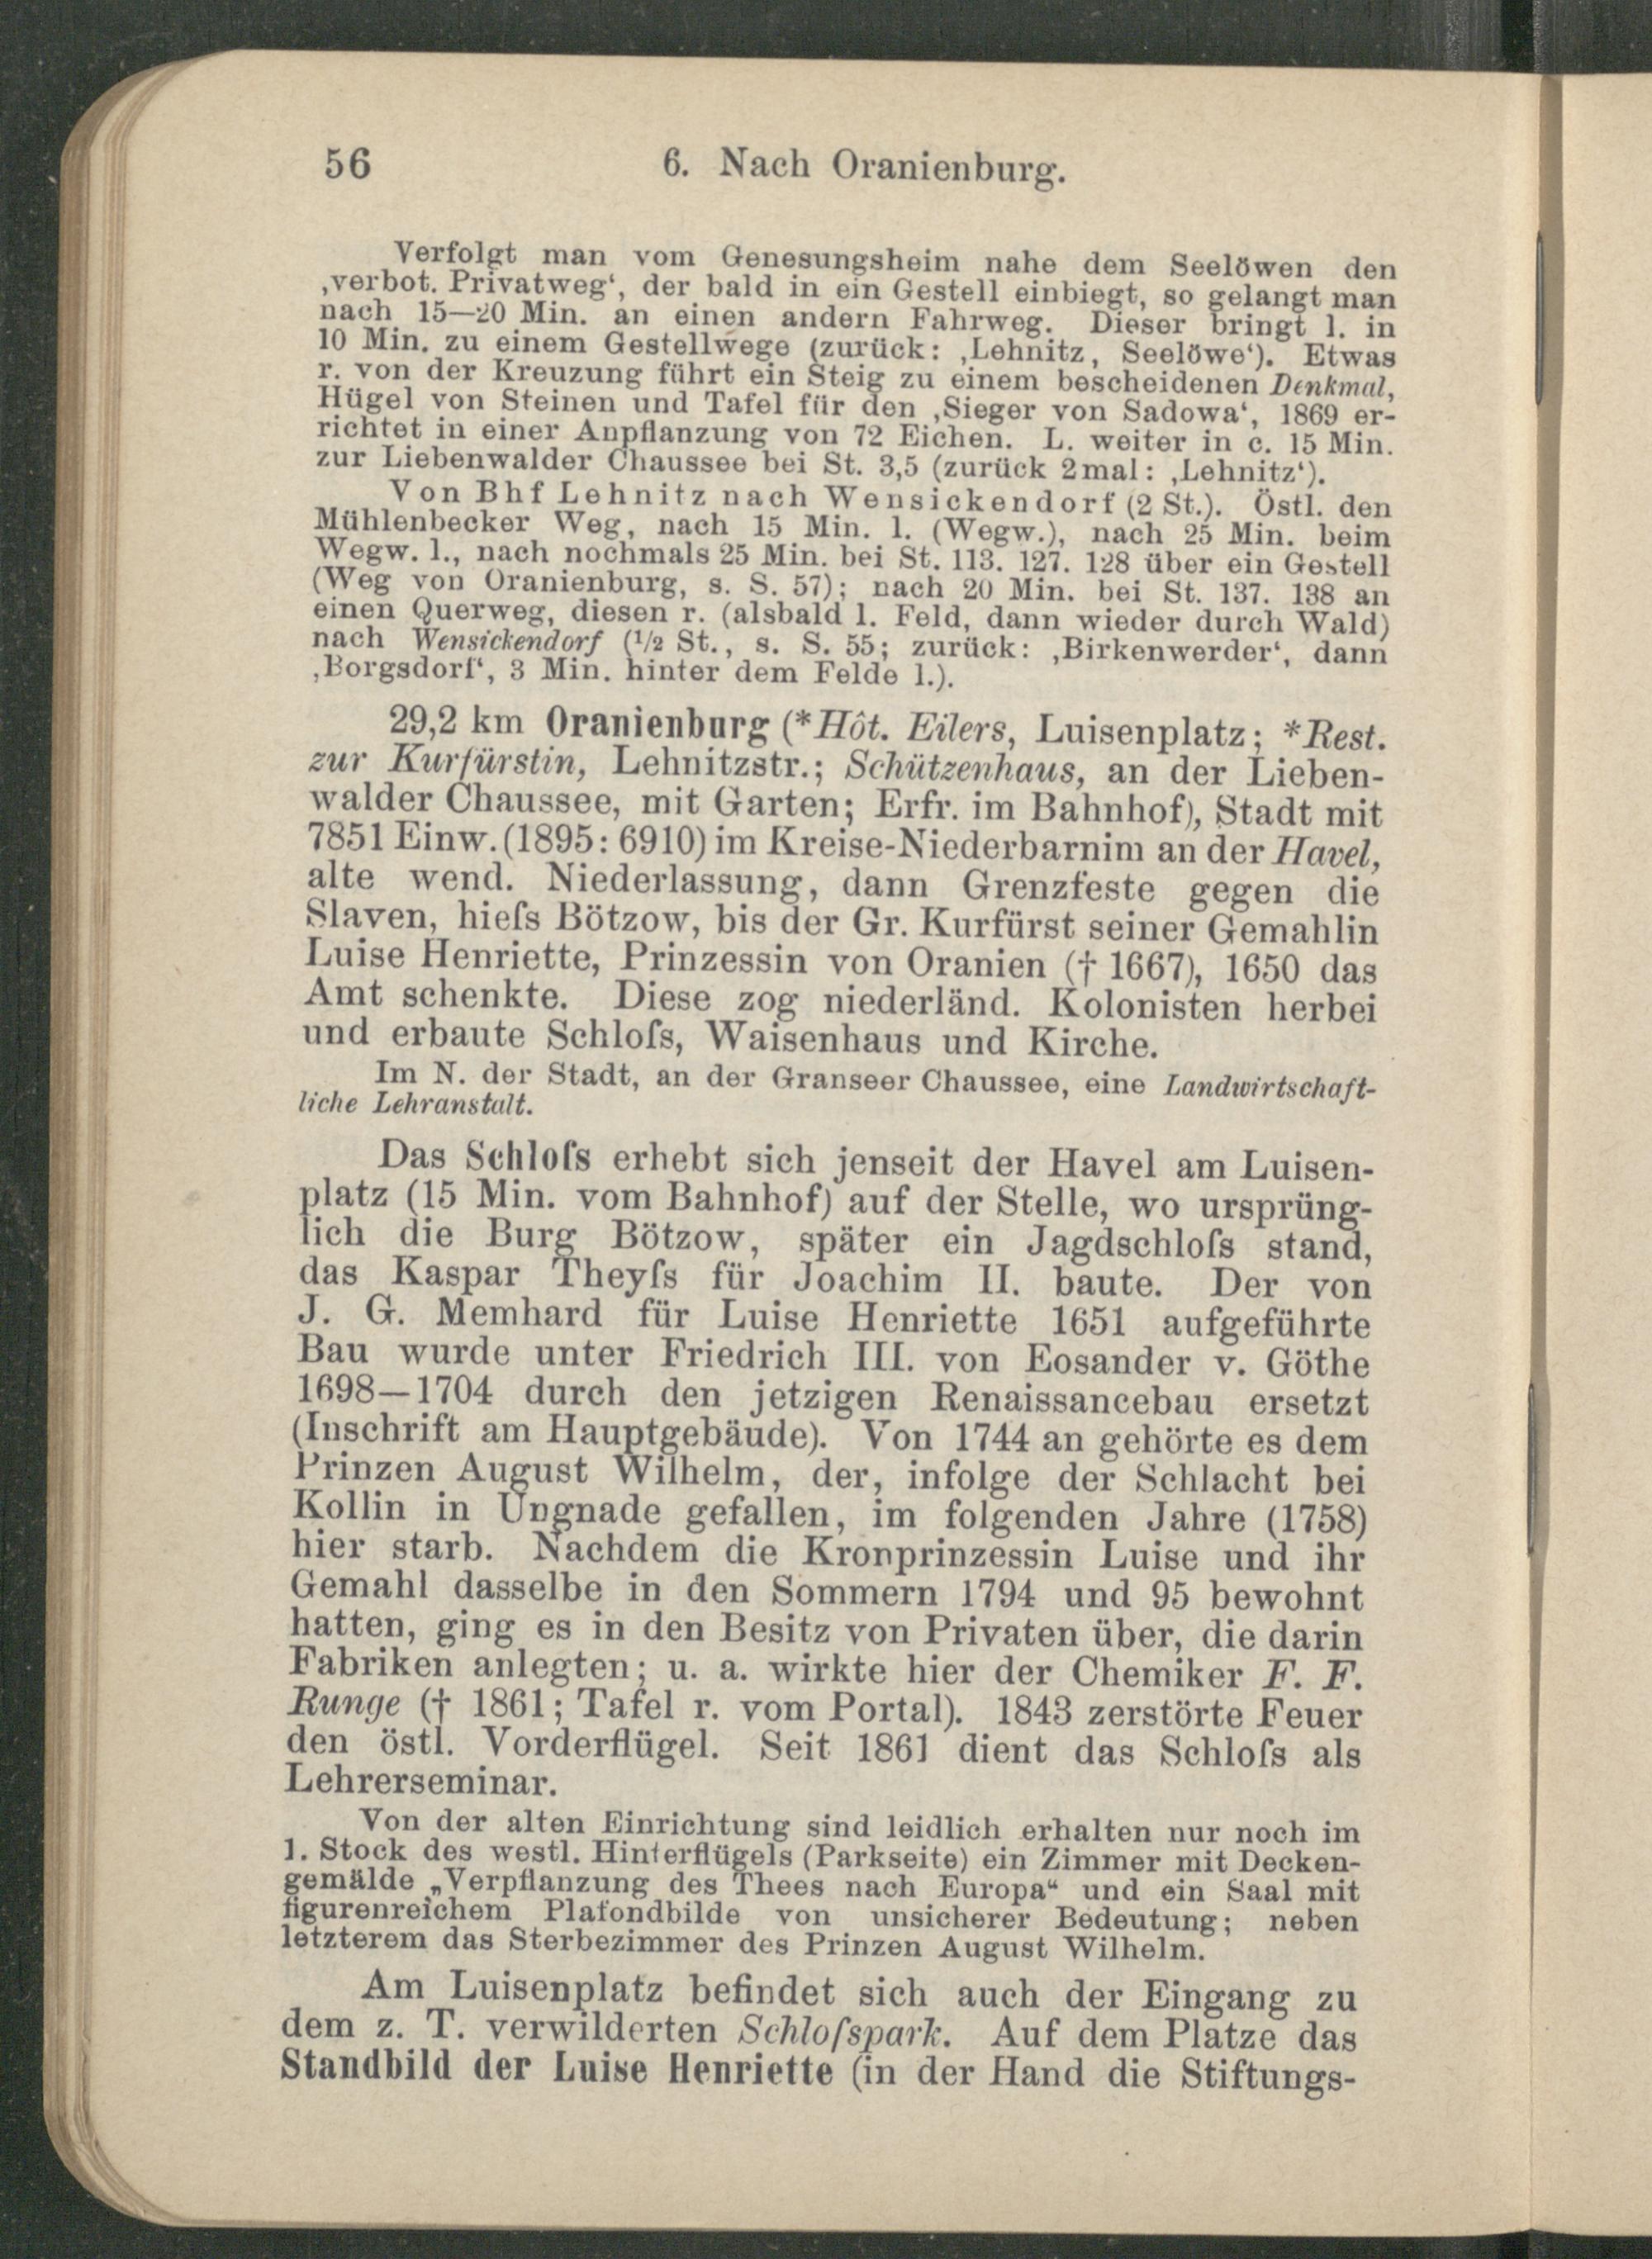 56
6. Nach Oranienburg.
Verfolgt man vom Genesungsheim nahe dem Seelöwen den
‚verbot. Privatweg‘, der bald in ein Gestell einbiegt, so gelangt man
nach 15—20 Min. an einen andern Fahrweg. Dieser bringt l. in
10 Min. zu einem Gestellwege (zurück: ‚Lehnitz, Seelöwe‘). Etwas
r. von der Kreuzung führt ein Steig zu einem bescheidenen Denkmal,
Hügel von Steinen und Tafel für den ‚Sieger von Sadowa‘, 1869 er-
richtet in einer Anpflanzung von 72 Eichen. L. weiter in c. 15 Min.
zur Liebenwalder Chaussee bei St. 3,5 (zurück 2mal: ‚Lehnitz‘).
Von Bhf Lehnitz nach Wensickendorf (2 St.). Östl. den
Mühlenbecker Weg, nach 15 Min. l. (Wegw.), nach 25 Min. beim
Wegw. l., nach nochmals 25 Min. bei St. 113. 127. 128 über ein Gestell
(Weg von Oranienburg, s. S. 57); nach 20 Min. bei St. 137. 138 an
einen Querweg, diesen r. (alsbald l. Feld, dann wieder durch Wald)
nach Wensickendorf (1/2 St., s. S. 55; zurück: ‚Birkenwerder‘, dann
‚Borgsdorf‘, 3 Min. hinter dem Felde l.).
29,2 km Oranienburg (*Hôt. Eilers, Luisenplatz; *Rest.
zur Kurfürstin, Lehnitzstr.; Schützenhaus, an der Lieben-
walder Chaussee, mit Garten; Erfr. im Bahnhof), Stadt mit
7851 Einw. (1895: 6910) im Kreise-Niederbarnim an der Havel,
alte wend. Niederlassung, dann Grenzfeste gegen die
Slaven, hieſs Bötzow, bis der Gr. Kurfürst seiner Gemahlin
Luise Henriette, Prinzessin von Oranien († 1667), 1650 das
Amt schenkte. Diese zog niederländ. Kolonisten herbei
und erbaute Schloſs, Waisenhaus und Kirche.
Im N. der Stadt, an der Granseer Chaussee, eine Landwirtschaft-
liche Lehranstalt.
Das Schloſs erhebt sich jenseit der Havel am Luisen-
platz (15 Min. vom Bahnhof) auf der Stelle, wo ursprüng-
lich die Burg Bötzow, später ein Jagdschloſs stand,
das Kaspar Theyſs für Joachim II. baute. Der von
J. G. Memhard für Luise Henriette 1651 aufgeführte
Bau wurde unter Friedrich III. von Eosander v. Göthe
1698—1704 durch den jetzigen Renaissancebau ersetzt
(Inschrift am Hauptgebäude). Von 1744 an gehörte es dem
Prinzen August Wilhelm, der, infolge der Schlacht bei
Kollin in Ungnade gefallen, im folgenden Jahre (1758)
hier starb. Nachdem die Kronprinzessin Luise und ihr
Gemahl dasselbe in den Sommern 1794 und 95 bewohnt
hatten, ging es in den Besitz von Privaten über, die darin
Fabriken anlegten; u. a. wirkte hier der Chemiker F. F.
Runge († 1861; Tafel r. vom Portal). 1843 zerstörte Feuer
den östl. Vorderflügel. Seit 1861 dient das Schloſs als
Lehrerseminar.
Von der alten Einrichtung sind leidlich erhalten nur noch im
1. Stock des westl. Hinterflügels (Parkseite) ein Zimmer mit Decken-
gemälde „Verpflanzung des Thees nach Europa“ und ein Saal mit
figurenreichem Plafondbilde von unsicherer Bedeutung; neben
letzterem das Sterbezimmer des Prinzen August Wilhelm.
Am Luisenplatz befindet sich auch der Eingang zu
dem z. T. verwilderten Schloſspark. Auf dem Platze das
Standbild der Luise Henriette (in der Hand die Stiftungs-